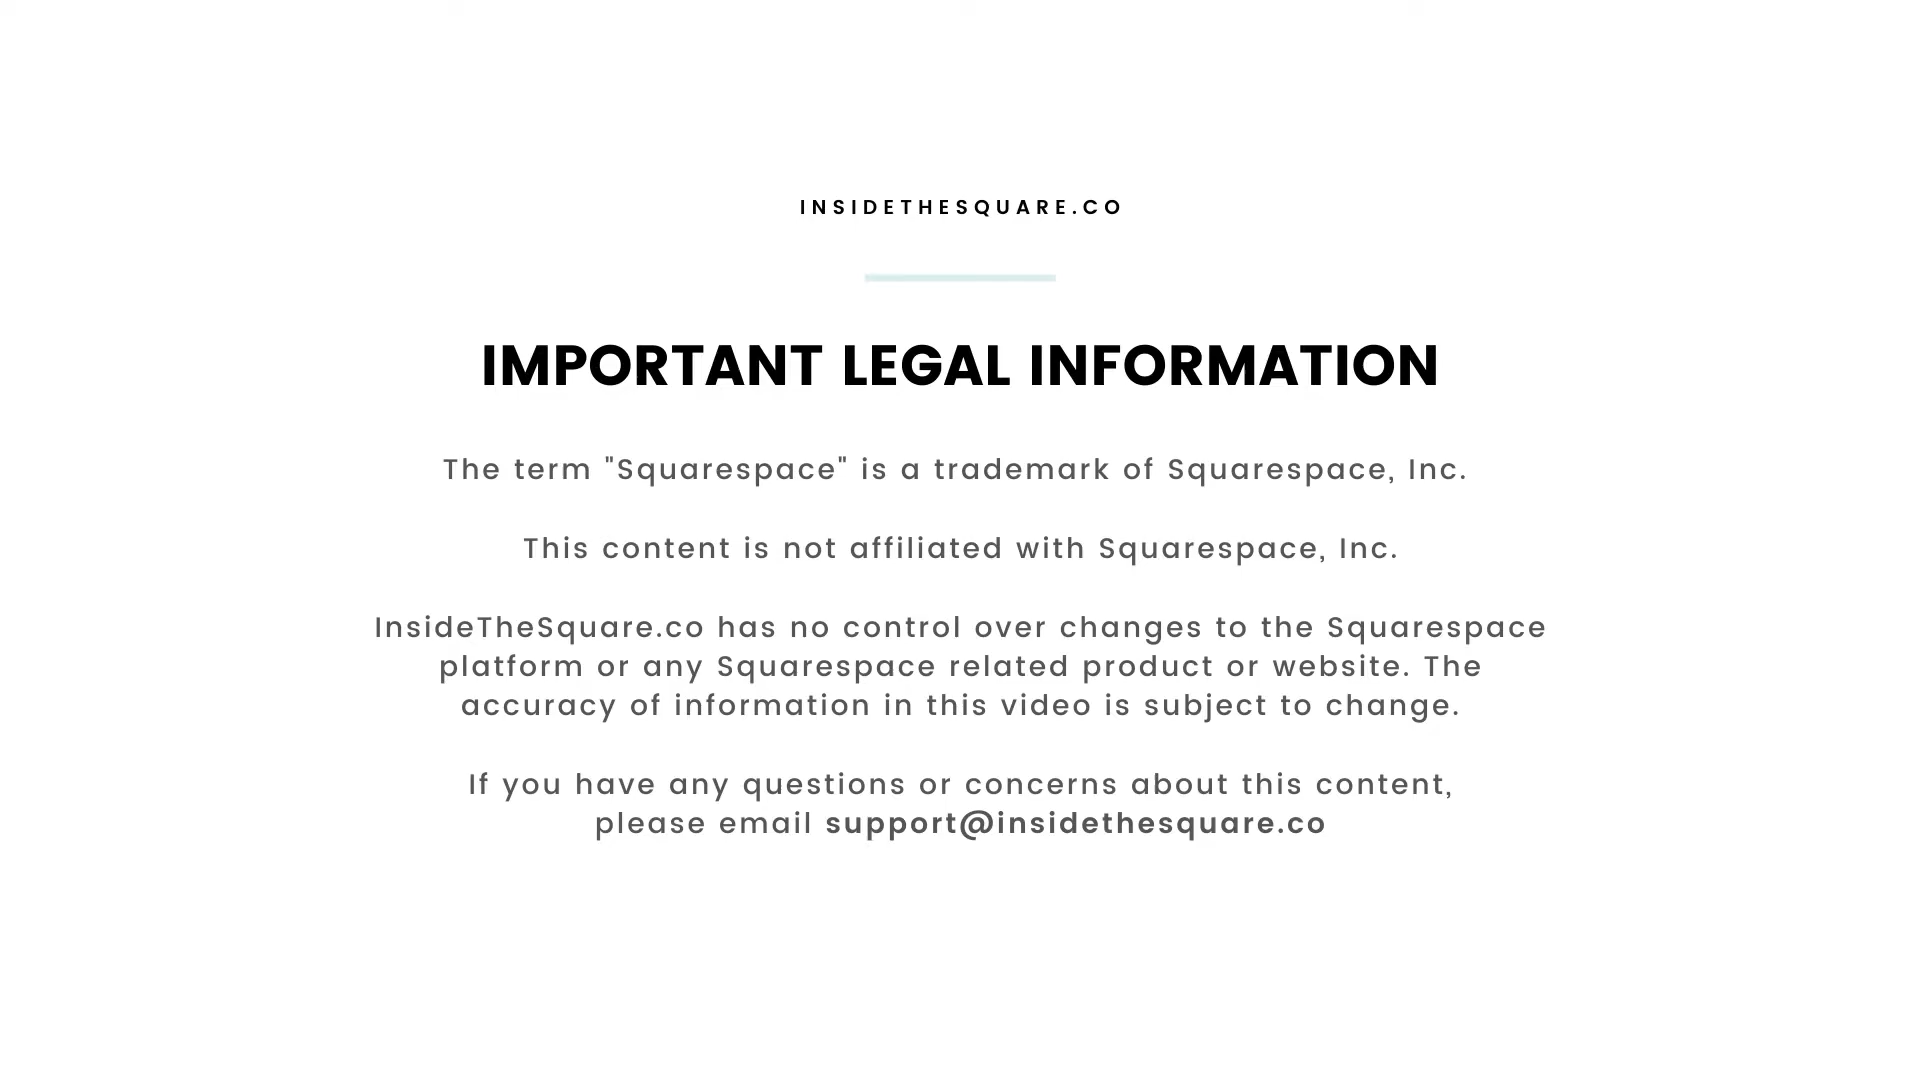 INSIDETHESQUARE.CO
IMPORTANT LEGAL INFORMATION
The term "Squarespace" is a trademark of Squarespace, Inc.
This content is not affiliated with Squarespace, Inc.
InsideTheSquare.co has no control over changes to the Squarespace
platform or any Squarespace related product or website. The
accuracy of information in this video is subject to change.
If you have any questions or concerns about this content,
please email support@insidethesquare.co